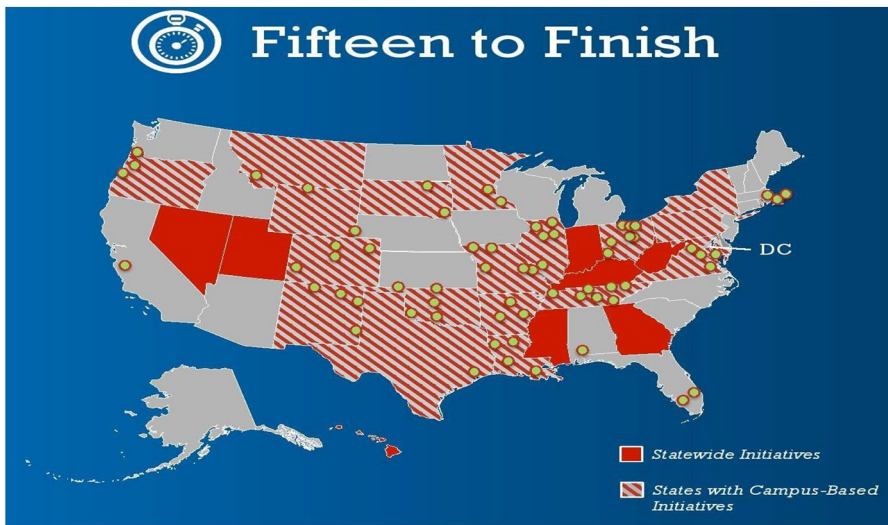 Fifteen to Finish
DC
Statewide Initiatives
States with Campus-Based
Initiatives